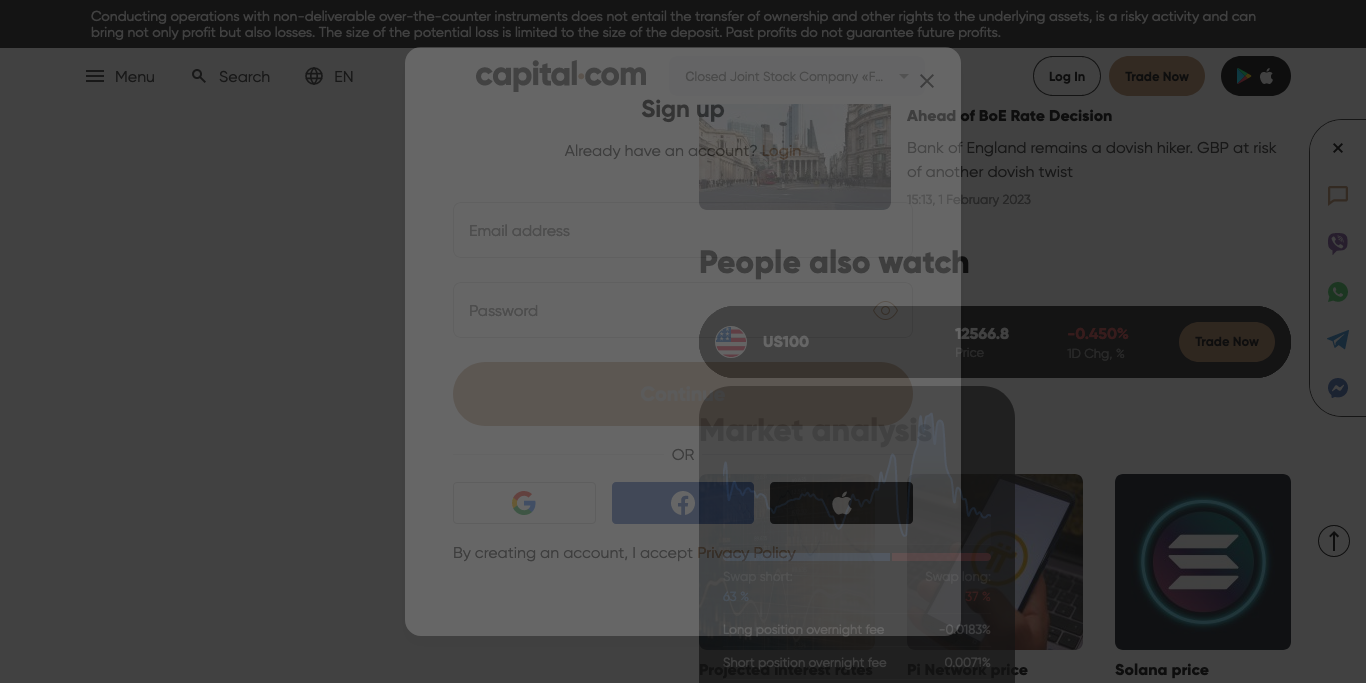 Conducting operations with non-deliverable over-the-counter instruments does not entail the transfer of ownership and other rights to the underlying assets, is a risky activity and can
bring not only profit but also losses. The size of the potential loss is limited to the size of the deposit. Past profits do not guarantee future profits.
Menu
Search
EN
capital.com
Closed Joint Stock Company «F...
Log In
Trade Now
Sign up
Already have an account? Login
Ahead of BoE Rate Decision
Bank of England remains a dovish hiker. GBP at risk
of another dovish twist
15:13, 1 February 2023
Email address
People also watch
Password
US100
12566.8
Price
-0.450%
1D Chg, %
Trade Now
Continue
Market analysis
OR
By creating an account, I accept Privacy Policy
Swap short:
Swap long:
63 %
37 %
Long position overnight fee
-0.0183%
Short position overnight fee
0.0071%
Projected interest rates
Pi Network price
Solana price